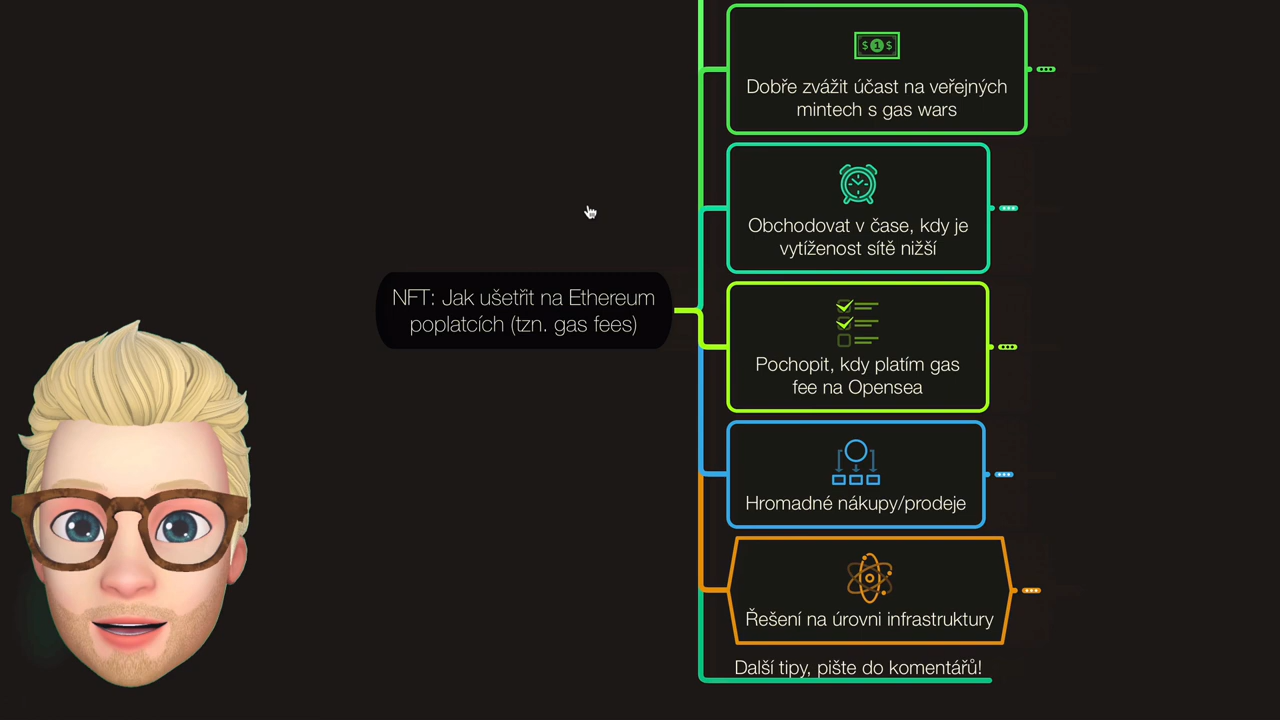 $1$
Dobře zvážit účast na veřejných
mintech s gas wars
Obchodovat v čase, kdy je
vytíženost sítě nižší
NFT: Jak ušetřit na Ethereum
poplatcích (tzn. gas fees)
Pochopit, kdy platím gas
fee na Opensea
Hromadné nákupy/prodeje
Řešení na úrovni infrastruktury
Další tipy, pište do komentářů!